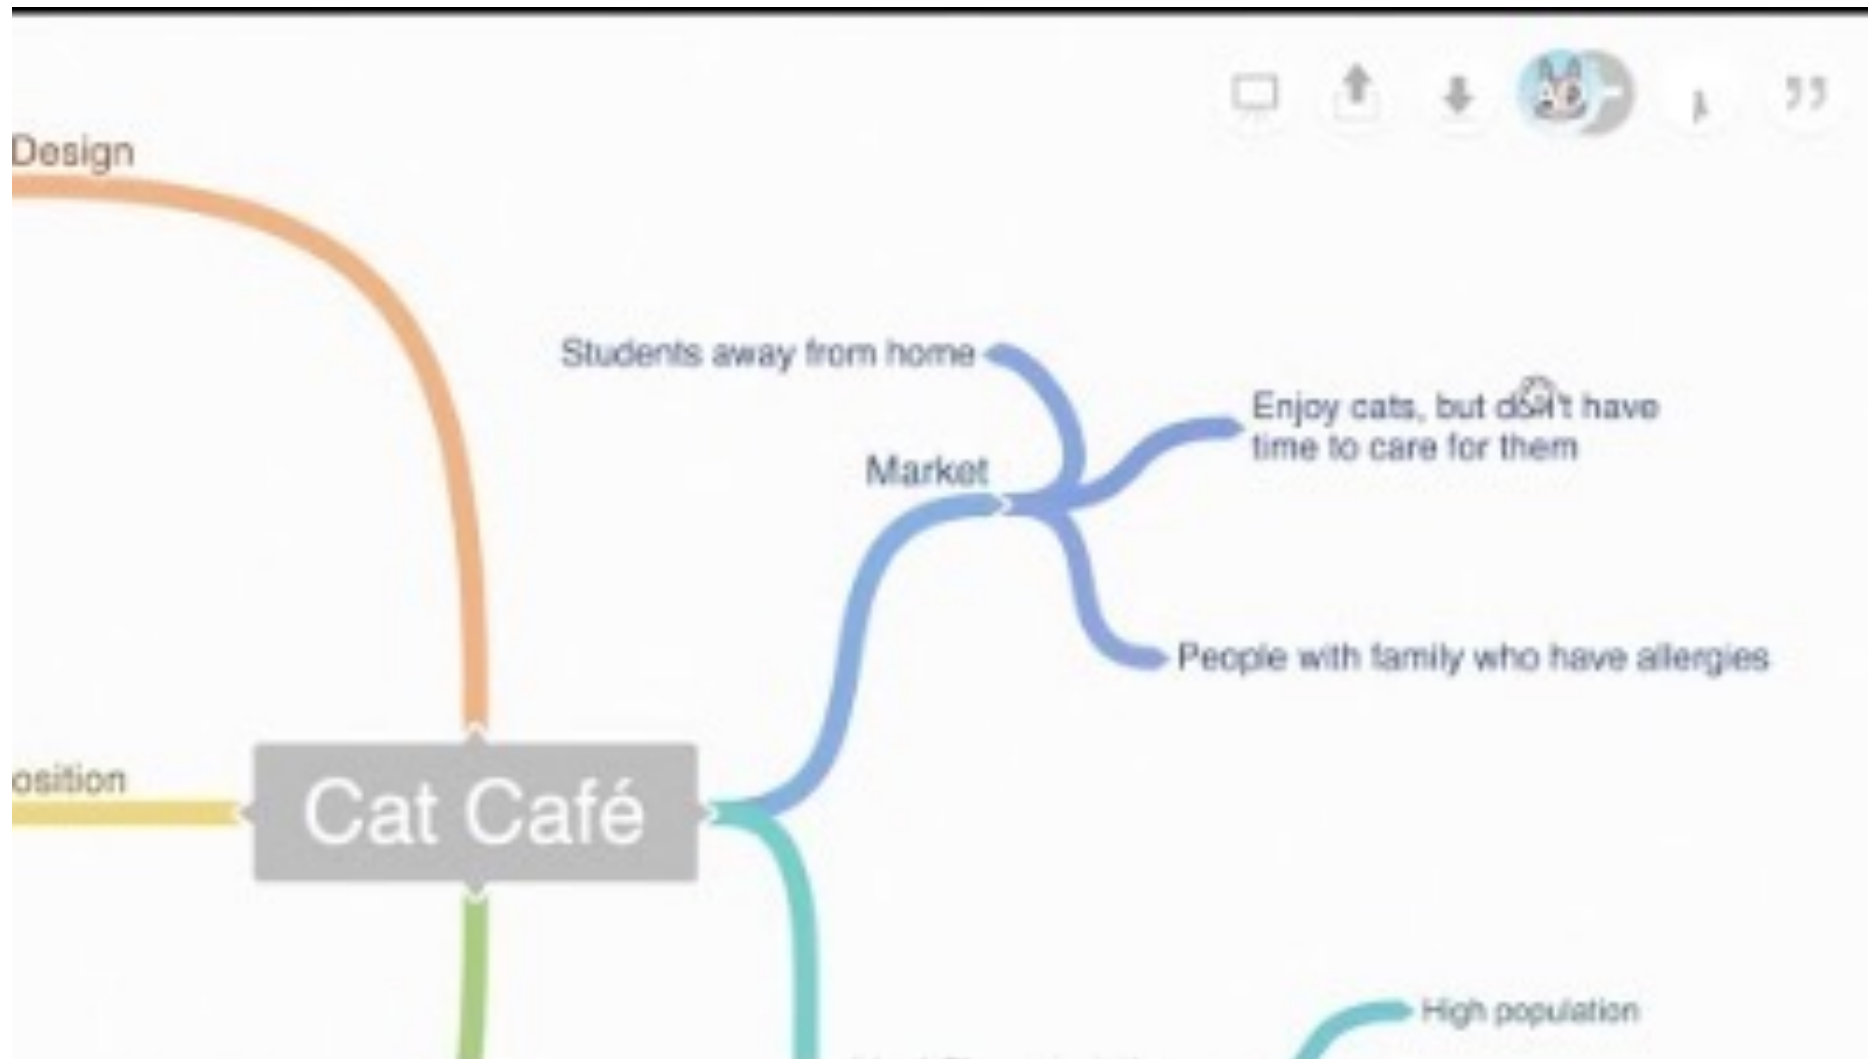 Design
Students away from home
Enjoy cats, but don't have
time to care for them
Market
People with family who have allergies
osition
Cat Café
High population